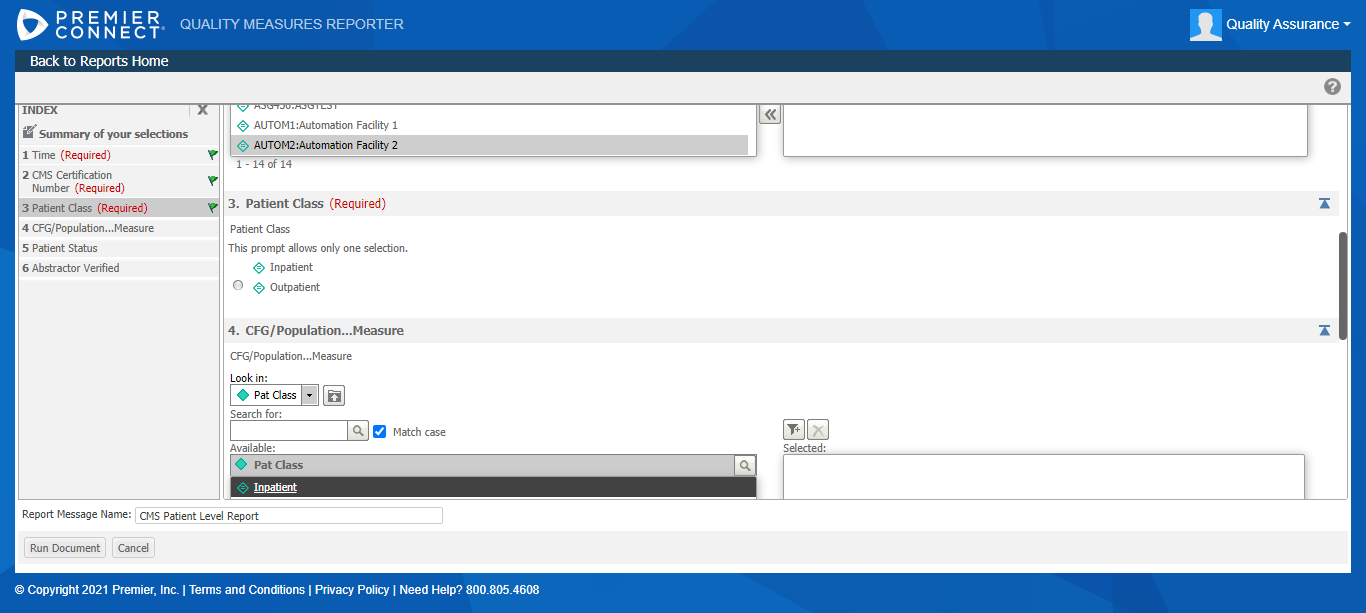 PREMIER CONNECT QUALITY MEASURES REPORTER
Quality Assurance
Back to Reports Home
INDEX
Summary of your selections
1 Time (Required)
2 CMS Certification
Number (Required)
3 Patient Class (Required)
4 CFG/Population...Measure
5 Patient Status
6 Abstractor Verified
ASG456:ASGTEST
AUTOM1:Automation Facility 1
AUTOM2:Automation Facility 2
1 - 14 of 14
3. Patient Class (Required)
Patient Class
This prompt allows only one selection.
Inpatient
Outpatient
4. CFG/Population...Measure
CFG/Population...Measure
Look in:
Pat Class
Search for:
Match case
Available:
Selected:
Pat Class
Inpatient
Report Message Name: CMS Patient Level Report
Run Document Cancel
© Copyright 2021 Premier, Inc. | Terms and Conditions | Privacy Policy | Need Help? 800.805.4608